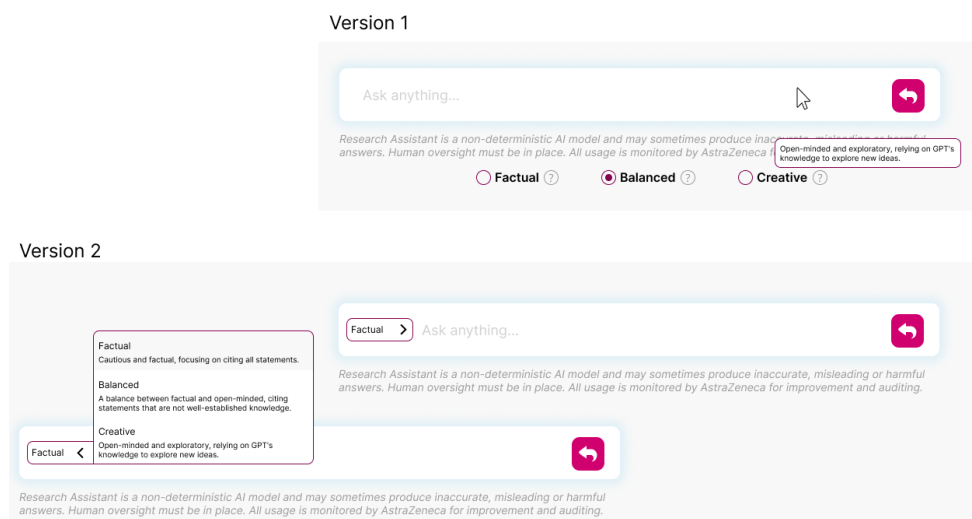 Version 1
Ask anything...
Research Assistant is a non-deterministic AI model and may sometimes produce inaccurate, misleading or harmful
answers. Human oversight must be in place. All usage is monitored by AstraZeneca f
Open-minded and exploratory, relying on GPT's
knowledge to explore new ideas.
Factual ?
Balanced ?
Creative ?
Version 2
Factual
Ask anything...
Research Assistant is a non-deterministic AI model and may sometimes produce inaccurate, misleading or harmful
answers. Human oversight must be in place. All usage is monitored by AstraZeneca for improvement and auditing.
Factual
Cautious and factual, focusing on citing all statements.
Balanced
A balance between factual and open-minded, citing
statements that are not well-established knowledge.
Creative
Open-minded and exploratory, relying on GPT's
knowledge to explore new ideas.
Factual
Research Assistant is a non-deterministic AI model and may sometimes produce inaccurate, misleading or harmful
answers. Human oversight must be in place. All usage is monitored by AstraZeneca for improvement and auditing.